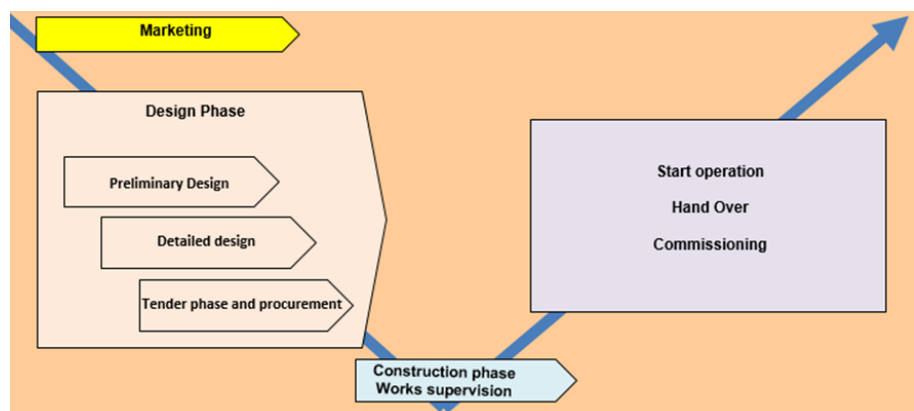 Marketing
Design Phase
Preliminary Design
Detailed design
Tender phase and procurement
Construction phase
Works supervision
Start operation
Hand Over
Commissioning